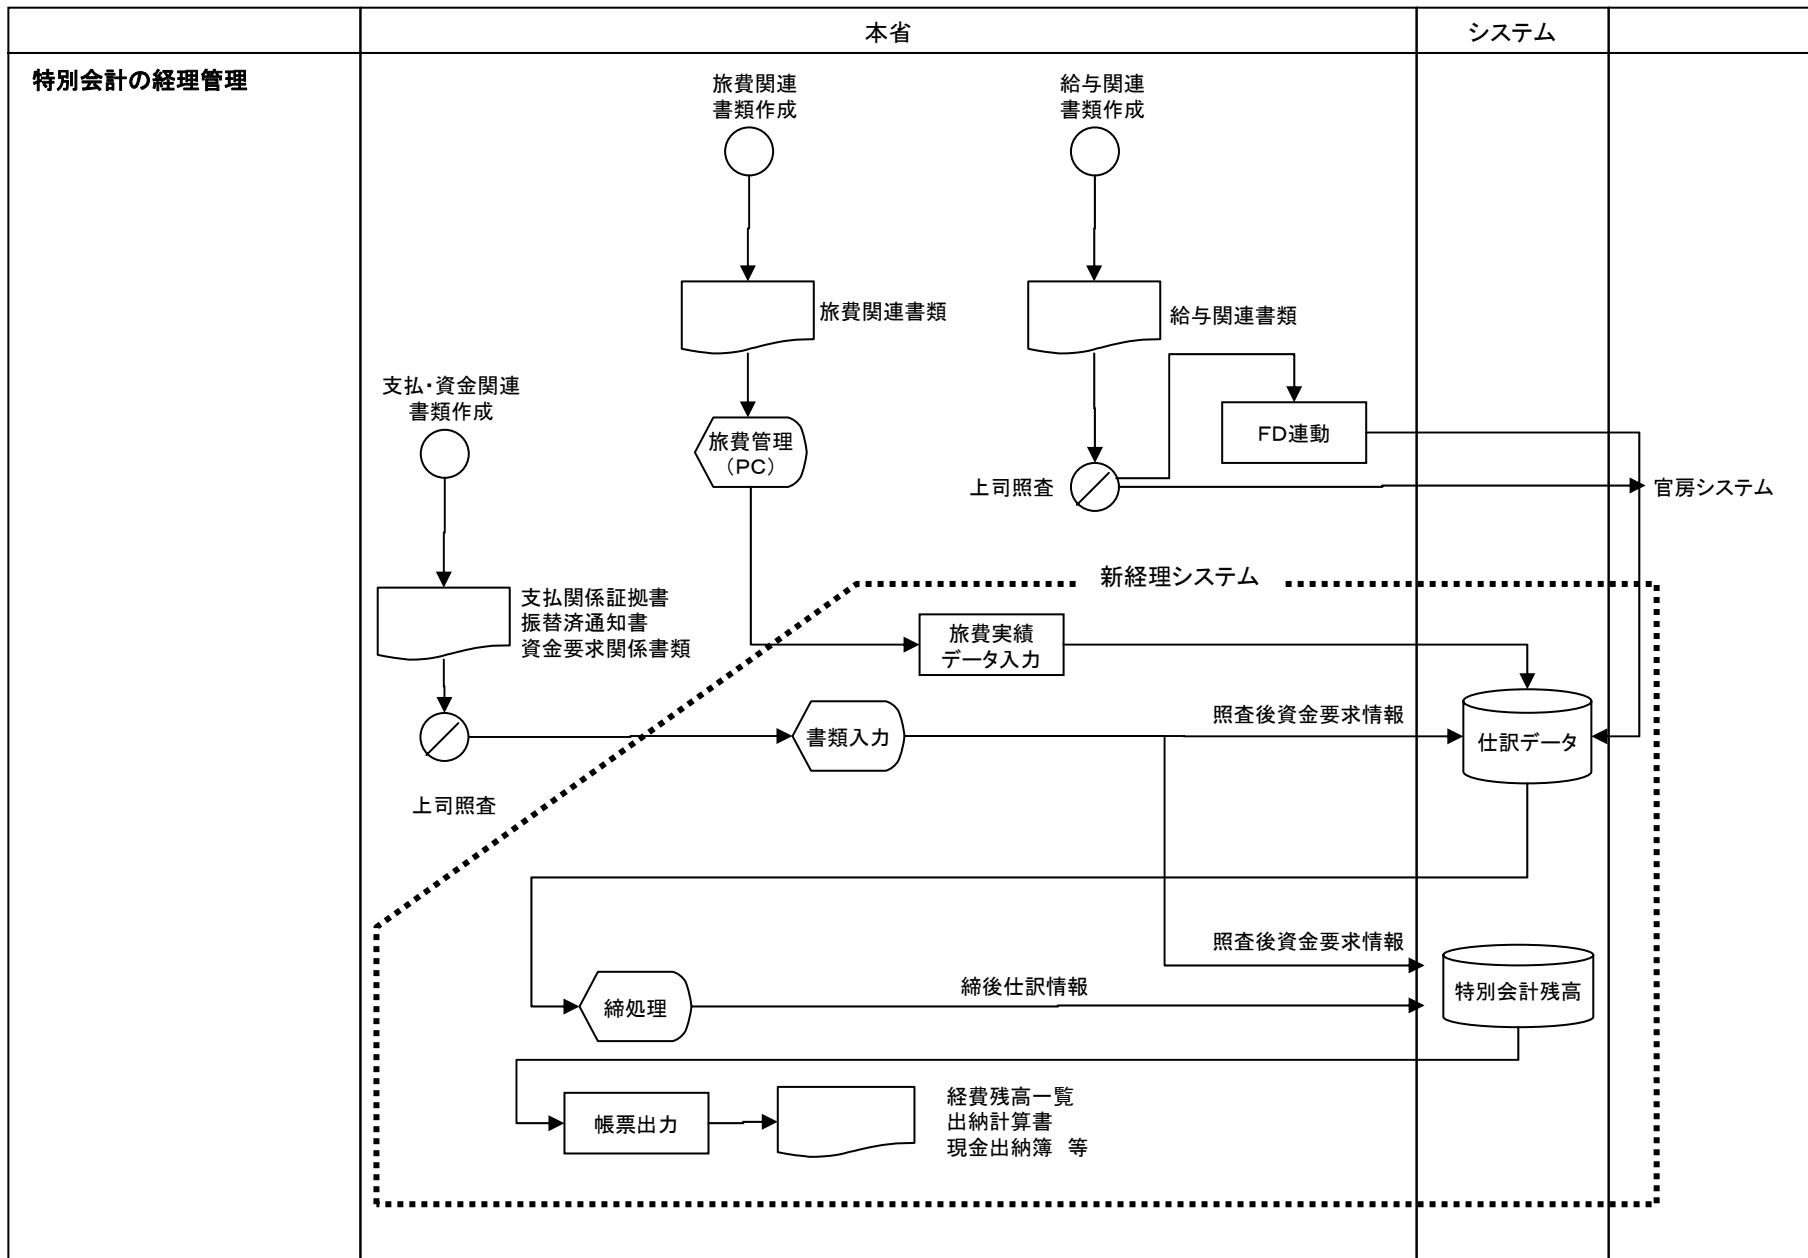 本省
システム
特別会計の経理管理
旅費関連
書類作成
給与関連
書類作成
旅費関連書類
給与関連書類
支払・資金関連
書類作成
旅費管理
（PC）
FD連動
上司照査
官房システム
新経理システム
支払関係証拠書
振替済通知書
資金要求関係書類
旅費実績
データ入力
照査後資金要求情報
書類入力
仕訳データ
上司照査
照査後資金要求情報
締後仕訳情報
特別会計残高
締処理
経費残高一覧
出納計算書
現金出納簿　等
帳票出力